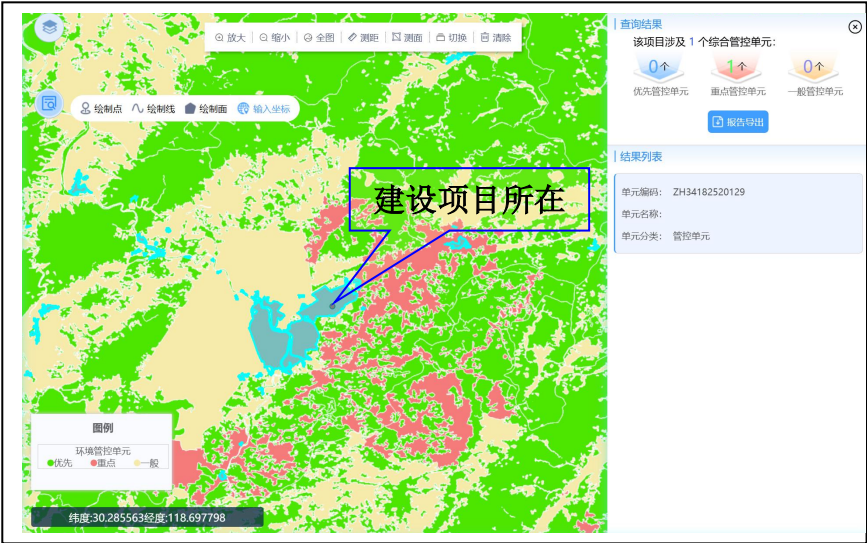 放大 缩小 全图 测距 测面 切换 清除
绘制点 绘制线 绘制面 输入坐标
建设项目所在
图例
环境管控单元
优先 重点 一般
纬度:30.285563经度:118.697798
查询结果
该项目涉及 1 个综合管控单元:
0个 1个 0个
优先管控单元 重点管控单元 一般管控单元
报告导出
结果列表
单元编码: ZH34182520129
单元名称:
单元分类: 管控单元